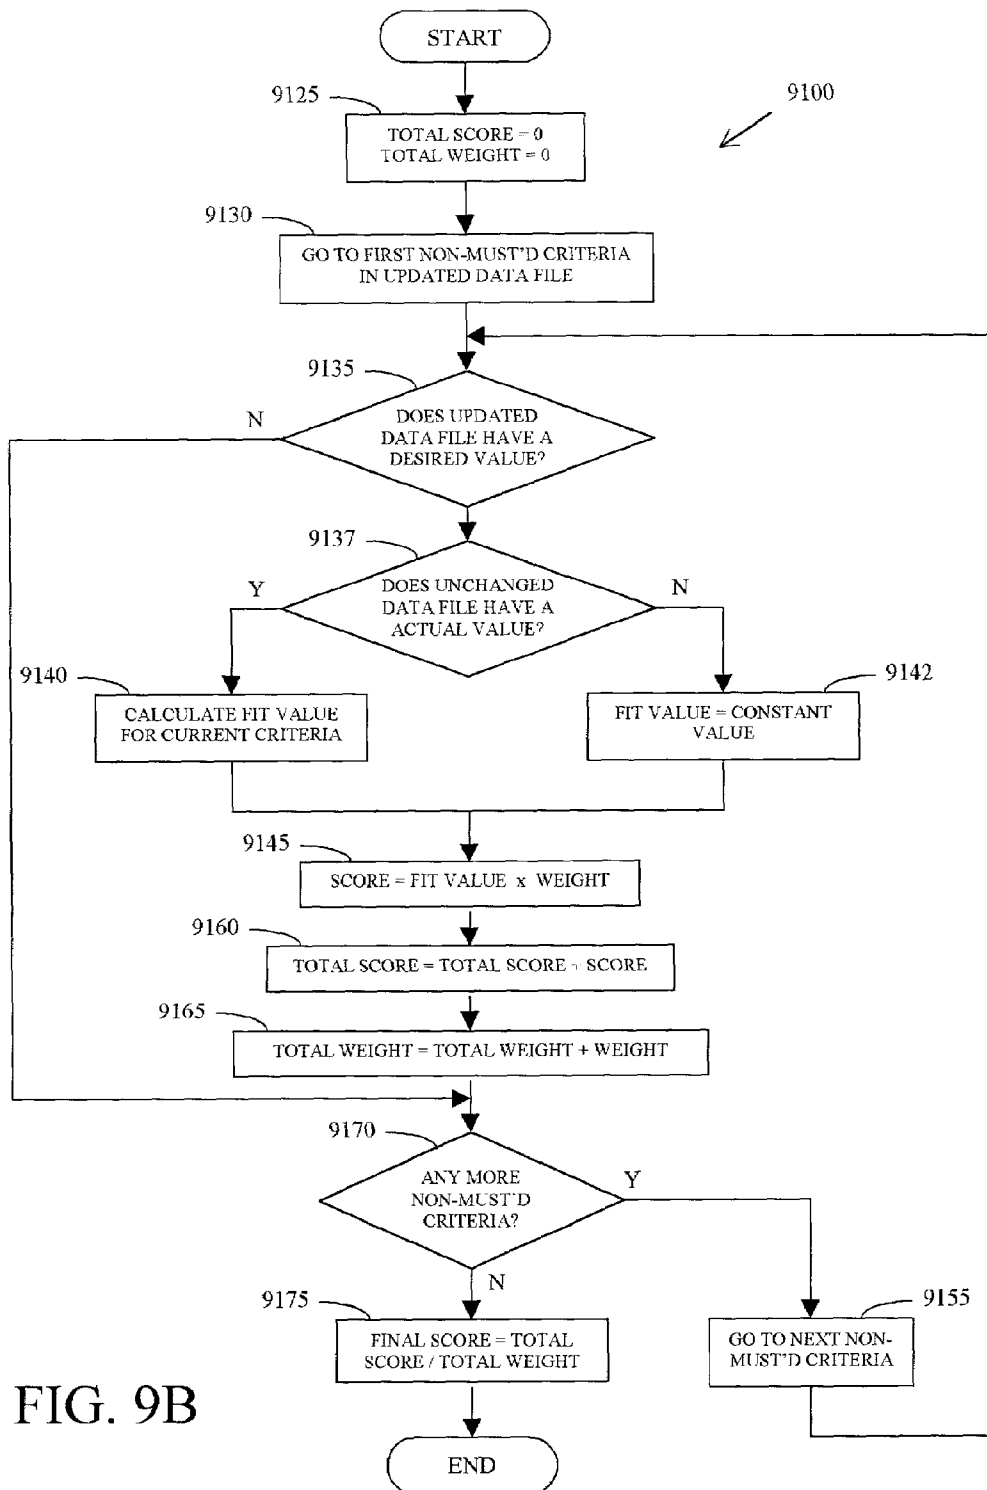 START
9125
9100
TOTAL SCORE = 0
TOTAL WEIGHT = 0
9130
GO TO FIRST NON-MUST'D CRITERIA
IN UPDATED DATA FILE
9135
N
DOES UPDATED
DATA FILE HAVE A
DESIRED VALUE?
9137
Y
DOES UNCHANGED
DATA FILE HAVE A
ACTUAL VALUE?
N
9140
CALCULATE FIT VALUE
FOR CURRENT CRITERIA
9142
FIT VALUE = CONSTANT
VALUE
9145
SCORE = FIT VALUE x WEIGHT
9160
TOTAL SCORE = TOTAL SCORE + SCORE
9165
TOTAL WEIGHT = TOTAL WEIGHT + WEIGHT
9170
ANY MORE
NON-MUST'D
CRITERIA?
Y
N
9175
FINAL SCORE = TOTAL
SCORE / TOTAL WEIGHT
9155
GO TO NEXT NON-
MUST'D CRITERIA
FIG. 9B
END